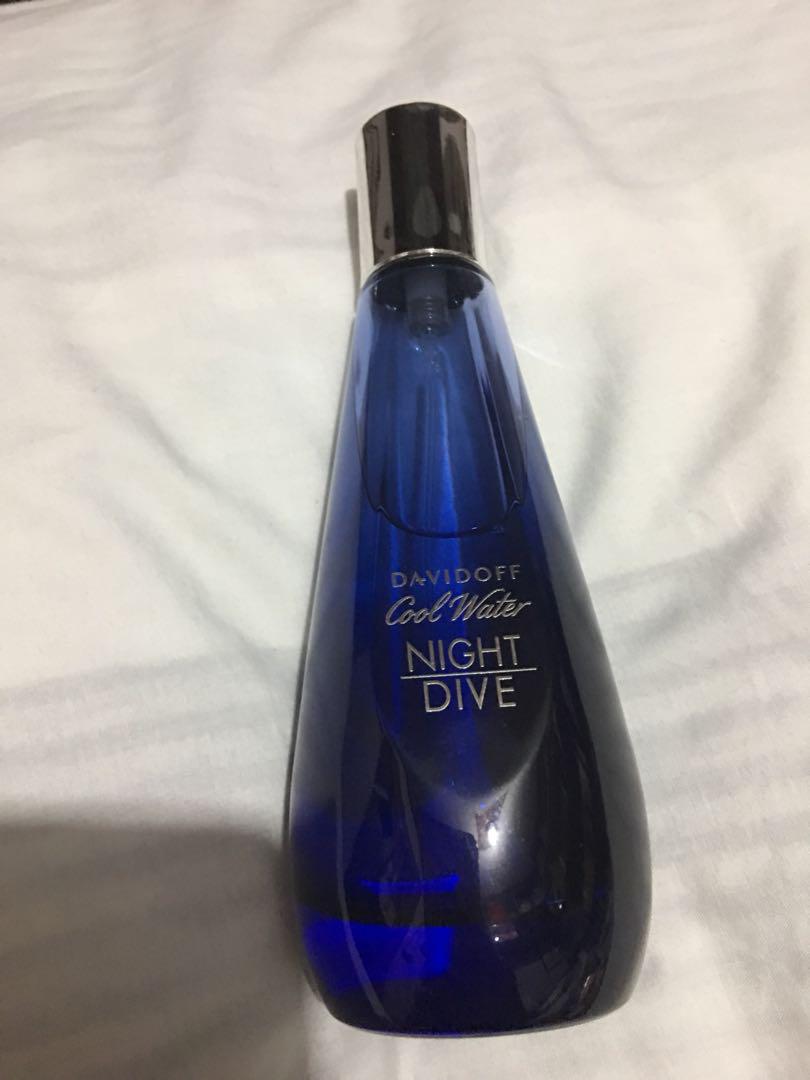 DAVIDOFF
Cool Water
NIGHT
DIVE